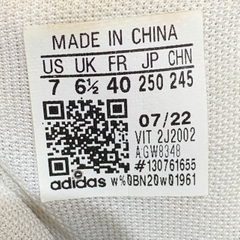 MADE IN CHINA
US UK FR JP CHN
7 6½ 40 250 245
07/22
VIT 2J2002
AGW8348
#130761655
adidas w%0BN20w01961